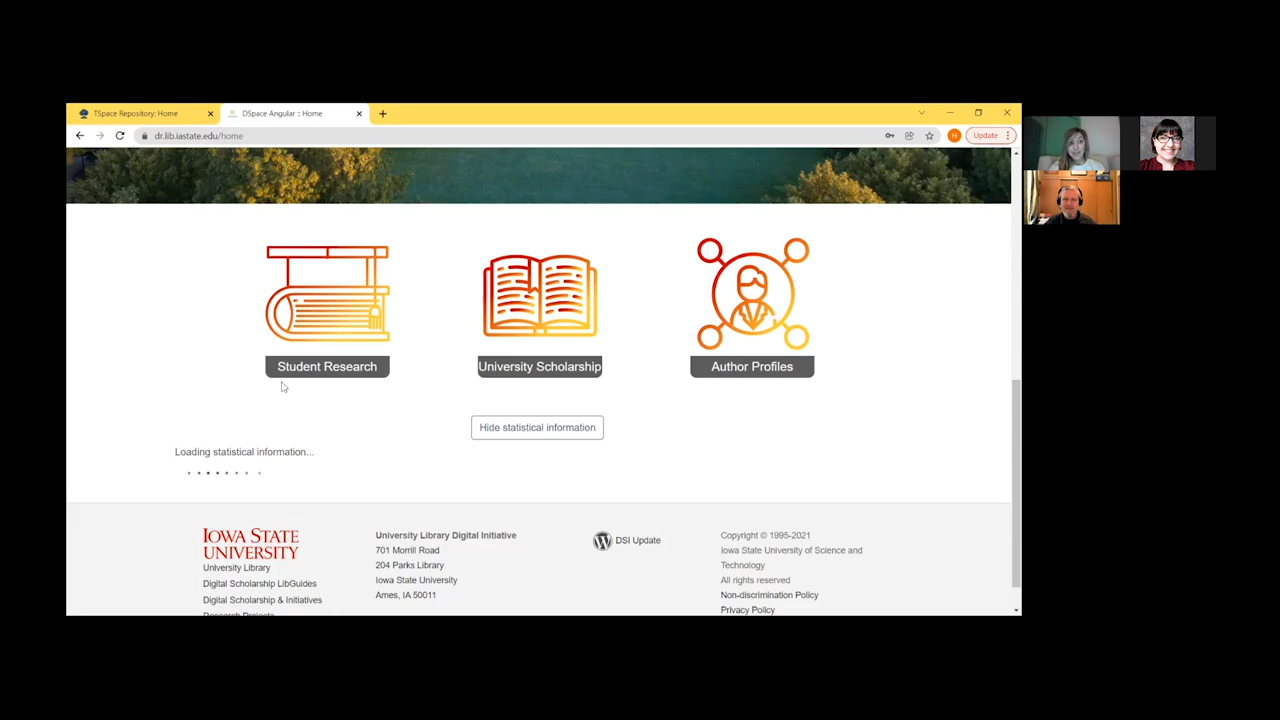 TSpace Repository: Home
DSpace Angular :: Home
dr.lib.iastate.edu/home
H
Update
Student Research
University Scholarship
Author Profiles
Hide statistical information
Loading statistical information...
IOWA STATE
UNIVERSITY
University Library
Digital Scholarship LibGuides
Digital Scholarship & Initiatives
Research Projects
University Library Digital Initiative
701 Morrill Road
204 Parks Library
Iowa State University
Ames, IA 50011
DSI Update
Copyright © 1995-2021
Iowa State University of Science and
Technology
All rights reserved
Non-discrimination Policy
Privacy Policy